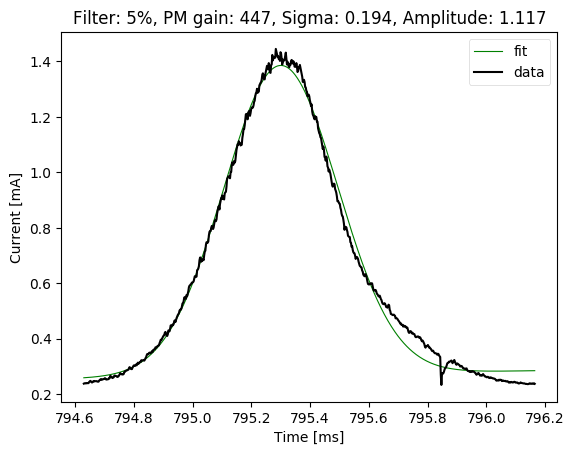 Filter: 5%, PM gain: 447, Sigma: 0.194, Amplitude: 1.117
fit
data
1.4
1.2
1.0
0.8
0.6
0.4
0.2
Current [mA]
794.6 794.8 795.0 795.2 795.4 795.6 795.8 796.0 796.2
Time [ms]